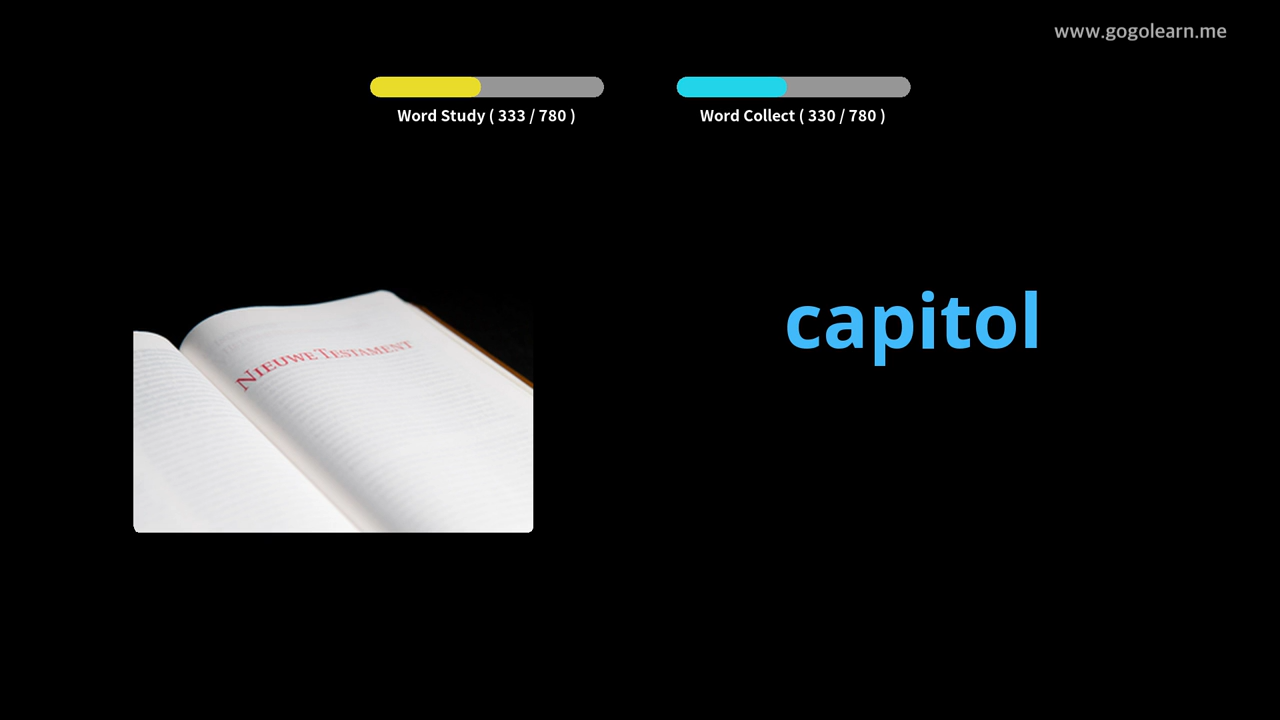 www.gogolearn.me
Word Study ( 333 / 780 )
Word Collect ( 330 / 780 )
NIEUWE TESTAMENT
capitol